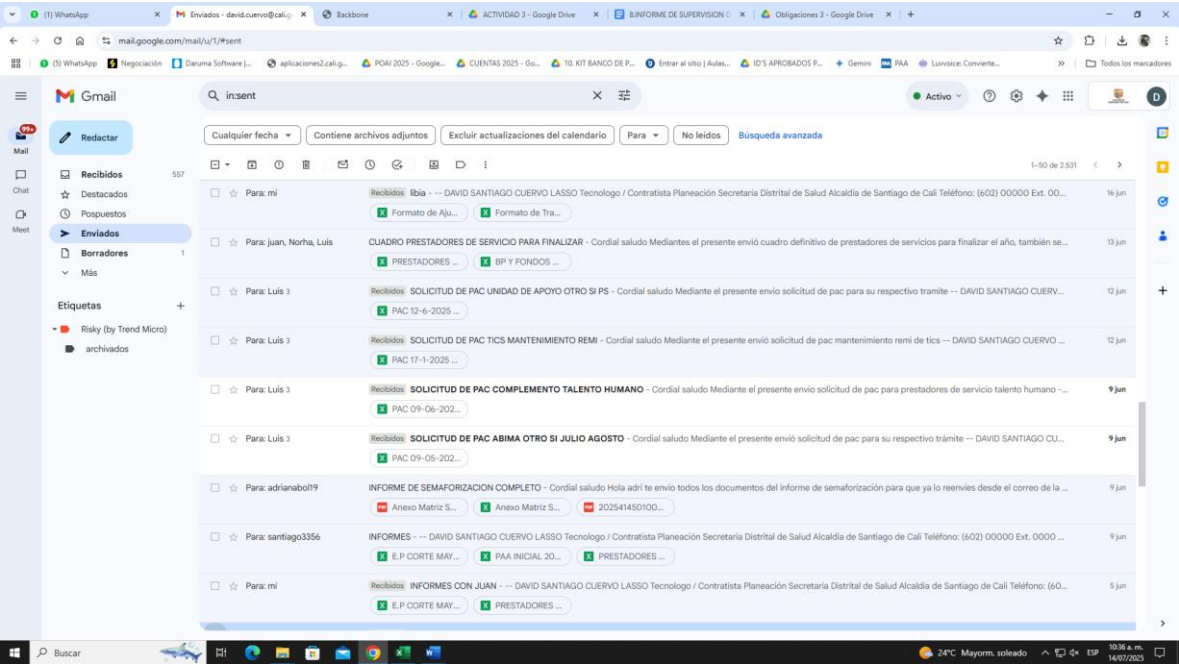 (1) WhatsApp
Enviados - david.cuervo@cali.g
Backbone
ACTIVIDAD 3 - Google Drive
8.INFORME DE SUPERVISION
Obligaciones 3 - Google Drive
mail.google.com/mail/u/1/#sent
(5) WhatsApp
Negociación
Daruma Software |...
aplicaciones2.cali.g...
POAI 2025 - Google...
CUENTAS 2025 - Go...
10. KIT BANCO DE P...
Entrar al sitio | Aulas...
ID'S APROBADOS P...
Gemini
PAA
Luvvoice: Convierte...
Todos los marcadores
Gmail
in:sent
Activo
D
99+
Mail
Chat
Meet
Redactar
Recibidos 557
Destacados
Pospuestos
Enviados
Borradores 1
Más
Etiquetas
Risky (by Trend Micro)
archivados
Cualquier fecha
Contiene archivos adjuntos
Excluir actualizaciones del calendario
Para
No leídos
Búsqueda avanzada
1–50 de 2.531
Para: mí Recibidos libia - -- DAVID SANTIAGO CUERVO LASSO Tecnologo / Contratista Planeación Secretaría Distrital de Salud Alcaldía de Santiago de Cali Teléfono: (602) 00000 Ext. 00... 16 jun
Formato de Aju... Formato de Tra...
Para: juan, Norha, Luis CUADRO PRESTADORES DE SERVICIO PARA FINALIZAR - Cordial saludo Mediantes el presente envió cuadro definitivo de prestadores de servicios para finalizar el año, también se... 13 jun
PRESTADORES ... BP Y FONDOS ...
Para: Luis 3 Recibidos SOLICITUD DE PAC UNIDAD DE APOYO OTRO SI PS - Cordial saludo Mediante el presente envio solicitud de pac para su respectivo tramite -- DAVID SANTIAGO CUERV... 12 jun
PAC 12-6-2025 ...
Para: Luis 3 Recibidos SOLICITUD DE PAC TICS MANTENIMIENTO REMI - Cordial saludo Mediante el presente envió solicitud de pac mantenimiento remi de tics -- DAVID SANTIAGO CUERVO ... 12 jun
PAC 17-1-2025 ...
Para: Luis 3 Recibidos SOLICITUD DE PAC COMPLEMENTO TALENTO HUMANO - Cordial saludo Mediante el presente envio solicitud de pac para prestadores de servicio talento humano -... 9 jun
PAC 09-06-202...
Para: Luis 3 Recibidos SOLICITUD DE PAC ABIMA OTRO SI JULIO AGOSTO - Cordial saludo Mediante el presente envió solicitud de pac para su respectivo trámite -- DAVID SANTIAGO CU... 9 jun
PAC 09-05-202...
Para: adrianabol19 INFORME DE SEMAFORIZACION COMPLETO - Cordial saludo Hola adri te envio todos los documentos del informe de semaforización para que ya lo reenvies desde el correo de la ... 9 jun
Anexo Matriz S... Anexo Matriz S... 202541450100...
Para: santiago3356 INFORMES - -- DAVID SANTIAGO CUERVO LASSO Tecnologo / Contratista Planeación Secretaría Distrital de Salud Alcaldía de Santiago de Cali Teléfono: (602) 00000 Ext. 0000 ... 9 jun
E.P CORTE MAY... PAA INICIAL 20... PRESTADORES ...
Para: mí Recibidos INFORMES CON JUAN - -- DAVID SANTIAGO CUERVO LASSO Tecnologo / Contratista Planeación Secretaría Distrital de Salud Alcaldía de Santiago de Cali Teléfono: (60... 5 jun
E.P CORTE MAY... PRESTADORES ...
Buscar
24°C Mayorm. soleado
ESP
10:36 a. m.
14/07/2025